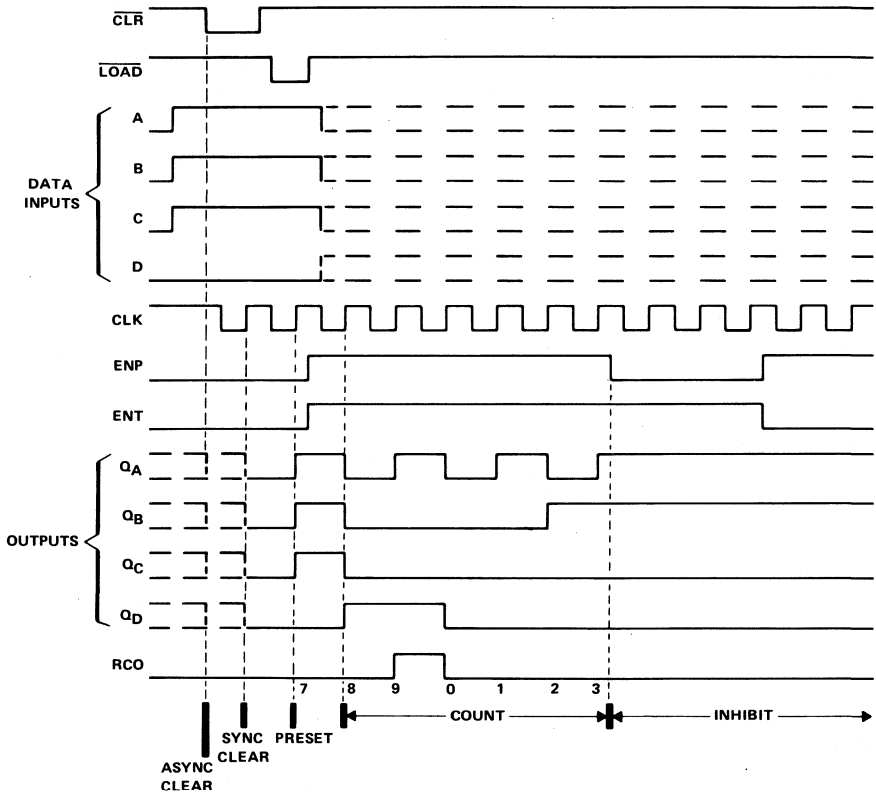 CLR
LOAD
A
B
DATA
INPUTS
C
D
CLK
ENP
ENT
QA
QB
OUTPUTS
QC
QD
RCO
7 8 9 0 1 2 3
SYNC CLEAR
PRESET
COUNT
INHIBIT
ASYNC CLEAR